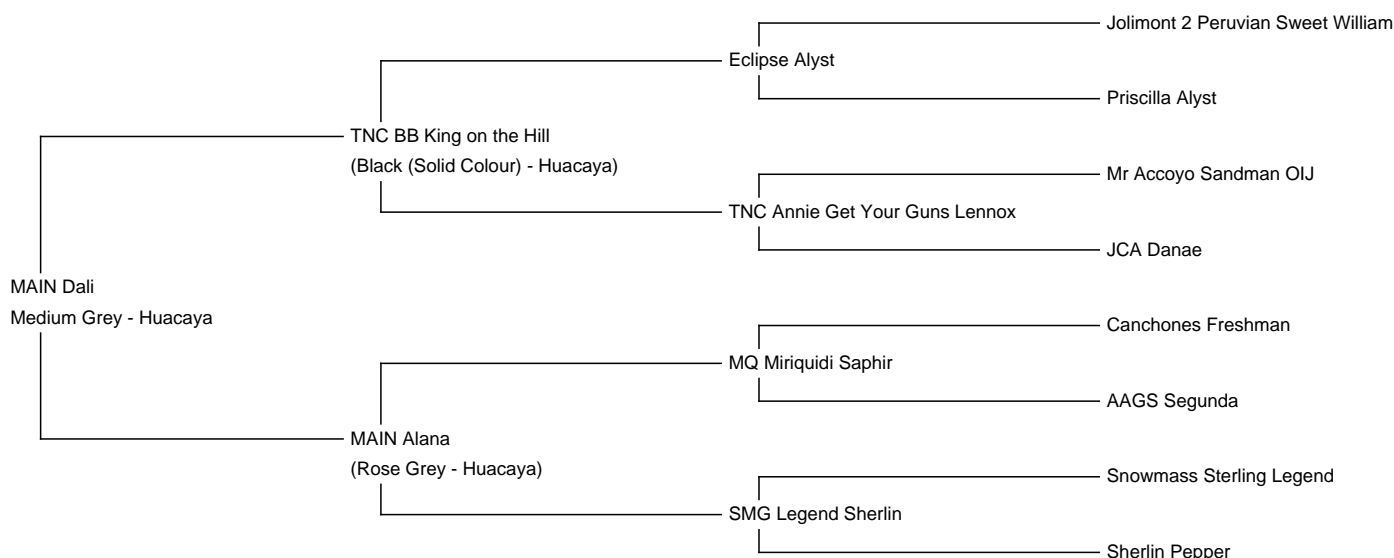 Jolimont 2 Peruvian Sweet William
Eclipse Alyst
Priscilla Alyst
TNC BB King on the Hill
(Black (Solid Colour) - Huacaya)
Mr Accoyo Sandman OIJ
TNC Annie Get Your Guns Lennox
JCA Danae
MAIN Dali
Medium Grey - Huacaya
Canchones Freshman
MQ Miriquidi Saphir
AAGS Segunda
MAIN Alana
(Rose Grey - Huacaya)
Snowmass Sterling Legend
SMG Legend Sherlin
Sherlin Pepper